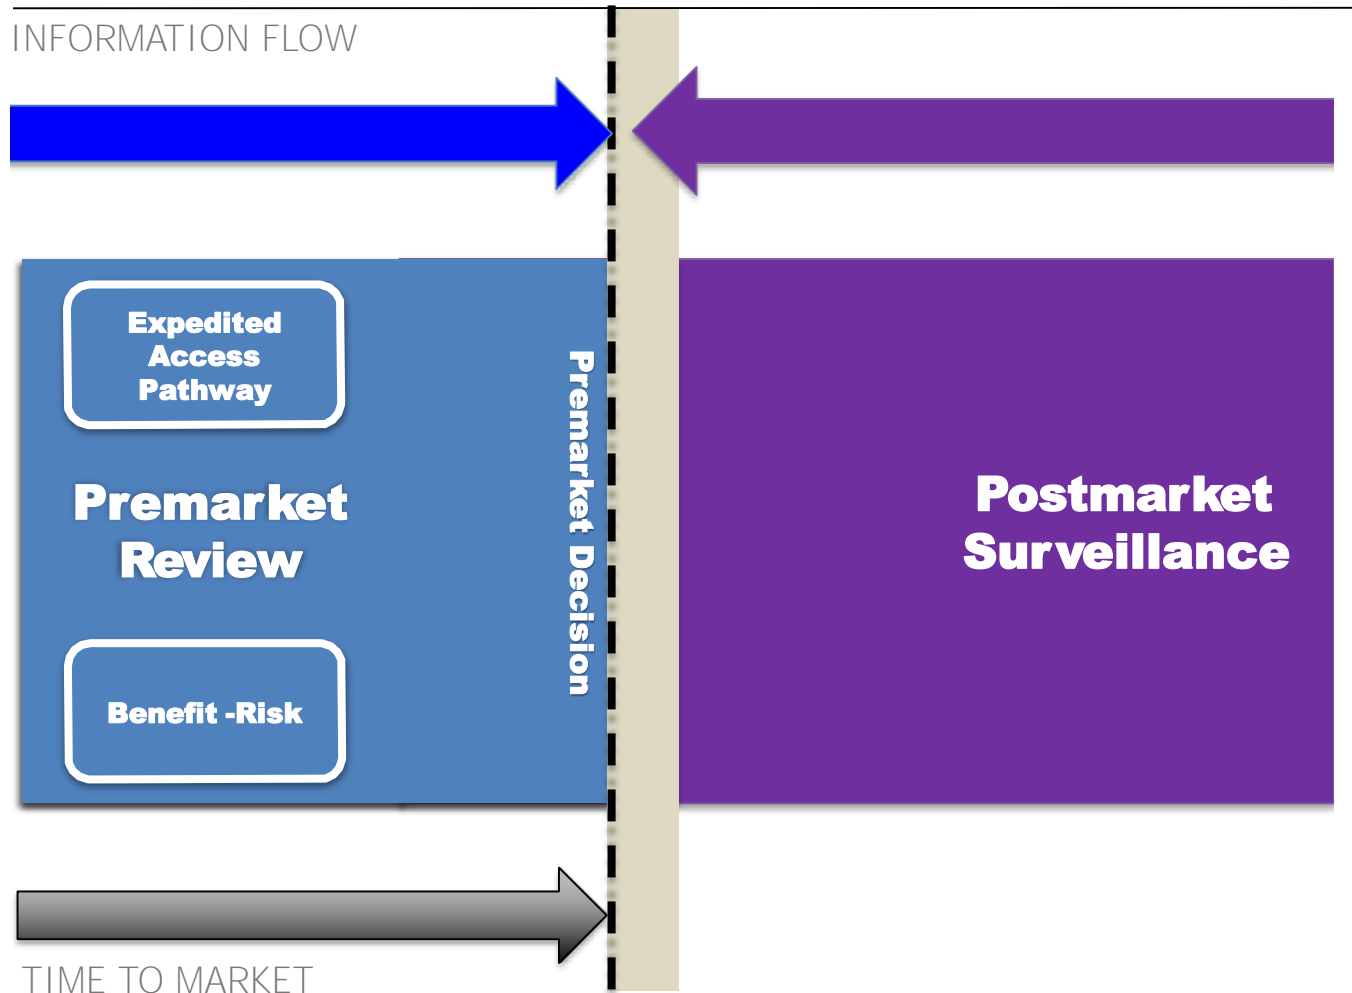 INFORMATION FLOW
Expedited
Access
Pathway
Premarket
Review
Benefit -Risk
Premarket Decision
Postmarket
Surveillance
TIME TO MARKET